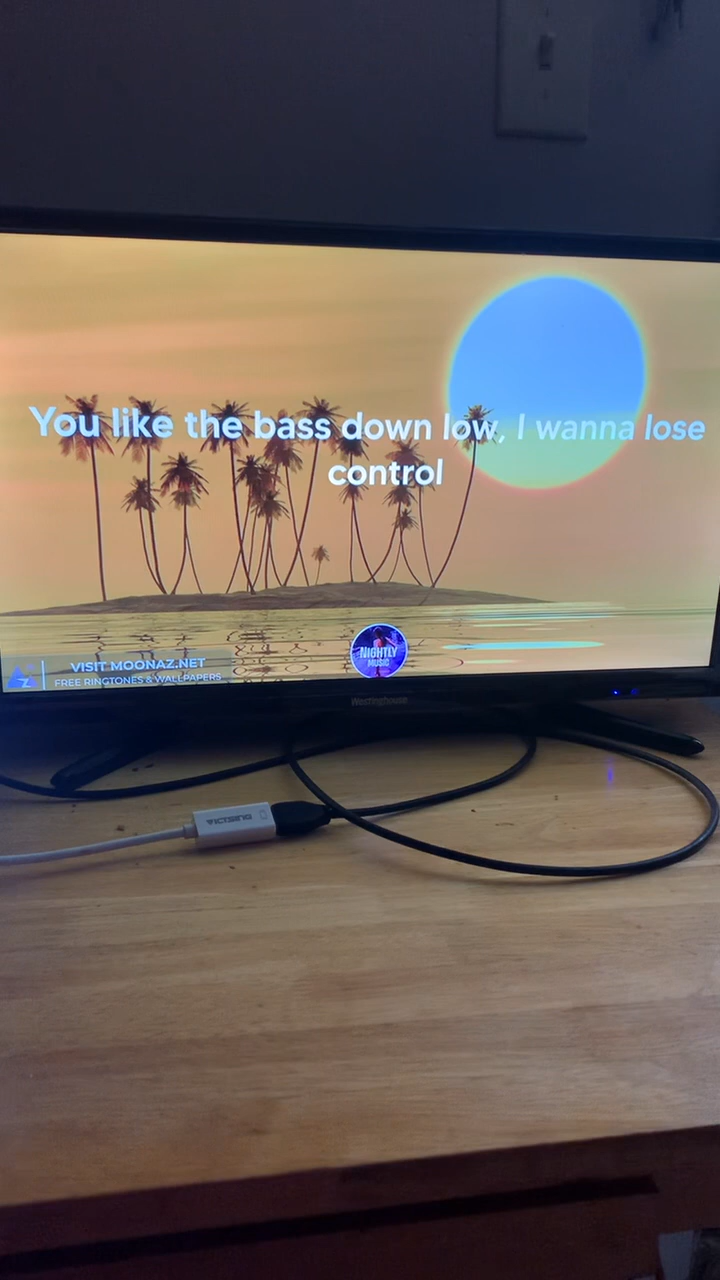 You like the bass down low, I wanna lose
control
VISIT MOONAZ.NET
FREE RINGTONES & WALLPAPERS
NIGHTLY
MUSIC
Westinghouse
VICTSING